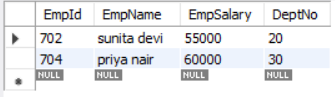 EmpId EmpName EmpSalary DeptNo
702 sunita devi 55000 20
704 priya nair 60000 30
NULL NULL NULL NULL